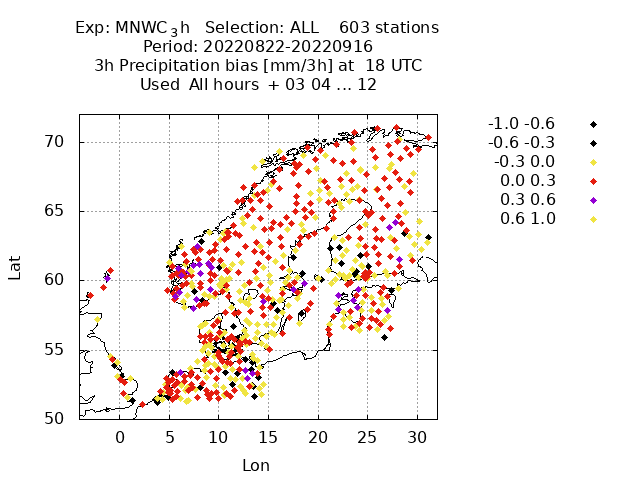 Exp: MNWC_3h Selection: ALL 603 stations
Period: 20220822-20220916
3h Precipitation bias [mm/3h] at 18 UTC
Used All hours + 03 04 ... 12
-1.0 -0.6
-0.6 -0.3
-0.3 0.0
0.0 0.3
0.3 0.6
0.6 1.0
70
65
60
55
50
Lat
0 5 10 15 20 25 30
Lon